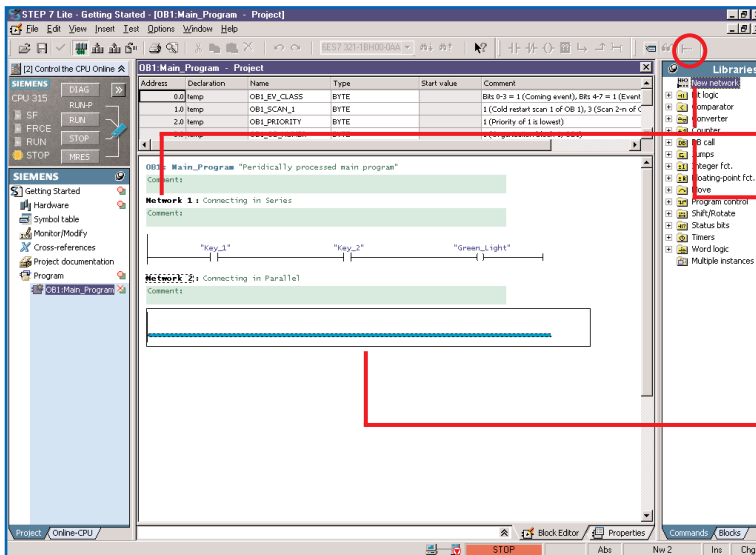 STEP 7 Lite - Getting Started - [OB1:Main_Program - Project]
File Edit View Insert Test Options Window Help
6ES7 321-1BH00-0AA
[2] Control the CPU Online
SIEMENS
CPU 315
DIAG
RUN-P
SF
RUN
FRCE
RUN
STOP
STOP
MRES
SIEMENS
Getting Started
Hardware
Symbol table
Monitor/Modify
Cross-references
Project documentation
Program
OB1:Main_Program
Project
Online-CPU
OB1:Main_Program - Project
Address Declaration Name Type Start value Comment
0.0 temp OB1_EV_CLASS BYTE Bits 0-3 = 1 (Coming event), Bits 4-7 = 1 (Event
1.0 temp OB1_SCAN_1 BYTE 1 (Cold restart scan 1 of OB 1), 3 (Scan 2-n of O
2.0 temp OB1_PRIORITY BYTE 1 (Priority of 1 is lowest)
OB1: Main_Program "Peridically processed main program"
Comment:
Network 1: Connecting in Series
Comment:
"Key_1" "Key_2" "Green_Light"
Network 2: Connecting in Parallel
Comment:
Block Editor
Properties
Libraries
New network
Bit logic
Comparator
Converter
Counter
DB call
Jumps
Integer fct.
Floating-point fct.
Move
Program control
Shift/Rotate
Status bits
Timers
Word logic
Multiple instances
Commands
Blocks
STOP Abs Nw 2 Ins Chg